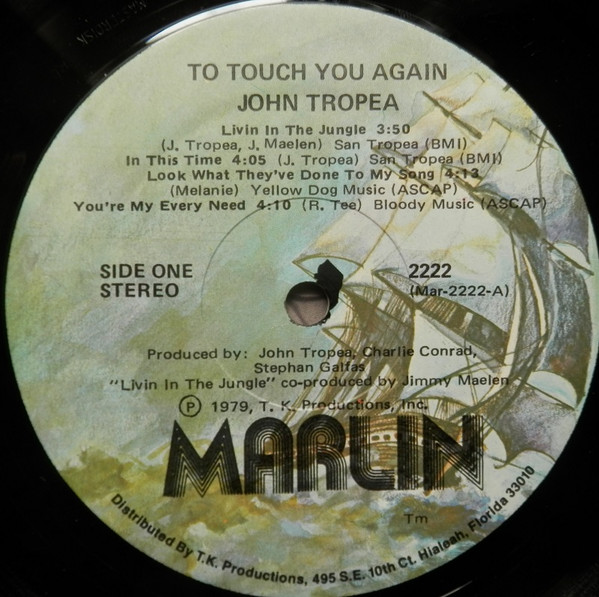 TO TOUCH YOU AGAIN
JOHN TROPEA
Livin In The Jungle 3:50
(J. Tropea, J. Maelen) San Tropea (BMI)
In This Time 4:05 (J. Tropea) San Tropea (BMI)
Look What They've Done To My Song 4:13
(Melanie) Yellow Dog Music (ASCAP)
You're My Every Need 4:10 (R. Tee) Bloody Music (ASCAP)
SIDE ONE
STEREO
2222
(Mar-2222-A)
Produced by: John Tropea, Charlie Conrad,
Stephan Galfas
"Livin In The Jungle" co-produced by Jimmy Maelen
Ⓟ 1979, T. K. Productions, Inc.
MARLIN
Tm
Distributed By T.K. Productions, 495 S.E. 10th Ct. Hialeah, Florida 33010